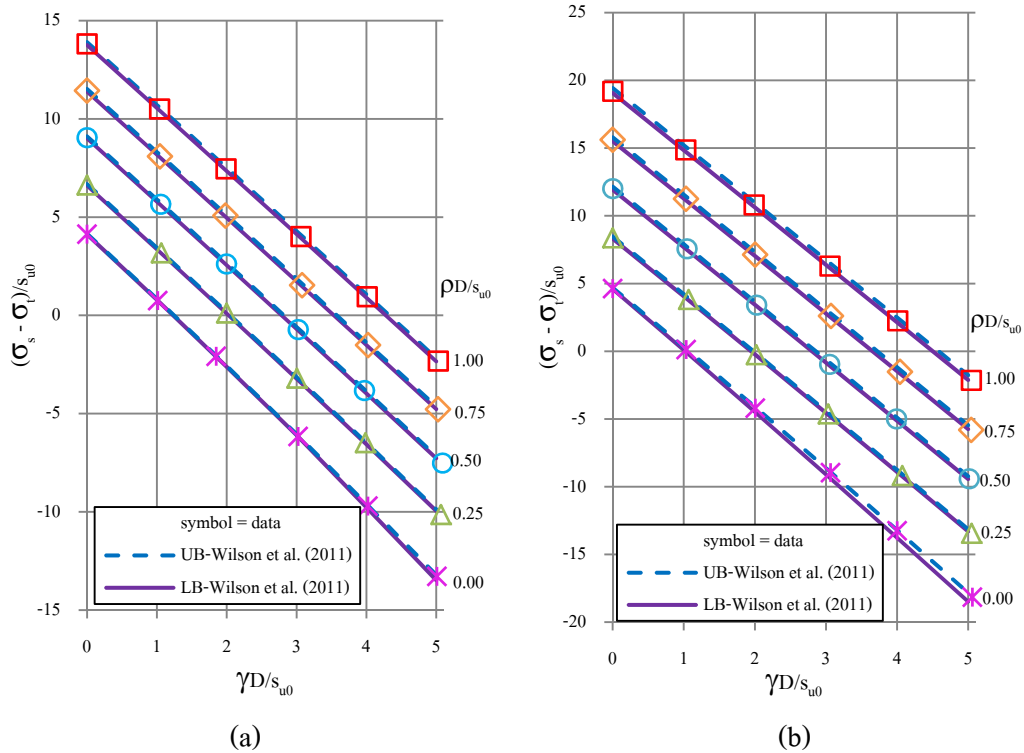 15
10
5
0
-5
-10
-15
(σs - σt)/su0
0 1 2 3 4 5
γD/su0
ρD/su0
1.00
0.75
0.50
0.25
0.00
symbol = data
UB-Wilson et al. (2011)
LB-Wilson et al. (2011)
(a)
25
20
15
10
5
0
-5
-10
-15
-20
(σs - σt)/su0
0 1 2 3 4 5
γD/su0
ρD/su0
1.00
0.75
0.50
0.25
0.00
symbol = data
UB-Wilson et al. (2011)
LB-Wilson et al. (2011)
(b)